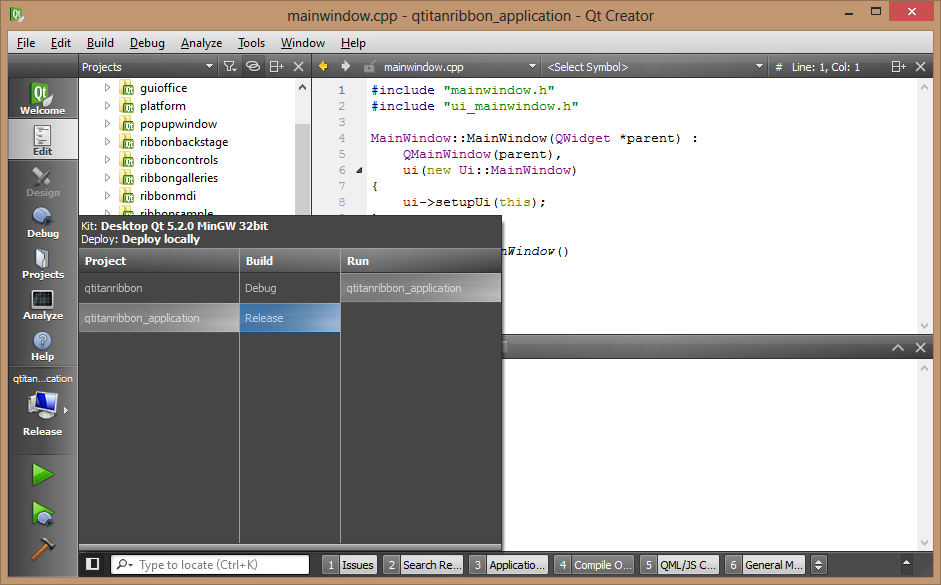 mainwindow.cpp - qtitanribbon_application - Qt Creator
File Edit Build Debug Analyze Tools Window Help
Projects
mainwindow.cpp
<Select Symbol>
# Line: 1, Col: 1
Qt
Welcome
Edit
Design
Debug
Projects
Analyze
Help
qtitan...cation
Release
guioffice
platform
popupwindow
ribbonbackstage
ribboncontrols
ribbongalleries
ribbonmdi
ribbonsample
1 #include "mainwindow.h"
2 #include "ui_mainwindow.h"
3
4 MainWindow::MainWindow(QWidget *parent) :
5 QMainWindow(parent),
6 ui(new Ui::MainWindow)
7 {
8 ui->setupUi(this);
nWindow()
Kit: Desktop Qt 5.2.0 MinGW 32bit
Deploy: Deploy locally
Project Build Run
qtitanribbon Debug qtitanribbon_application
qtitanribbon_application Release
Type to locate (Ctrl+K)
1 Issues 2 Search Re... 3 Applicatio... 4 Compile O... 5 QML/JS C... 6 General M...